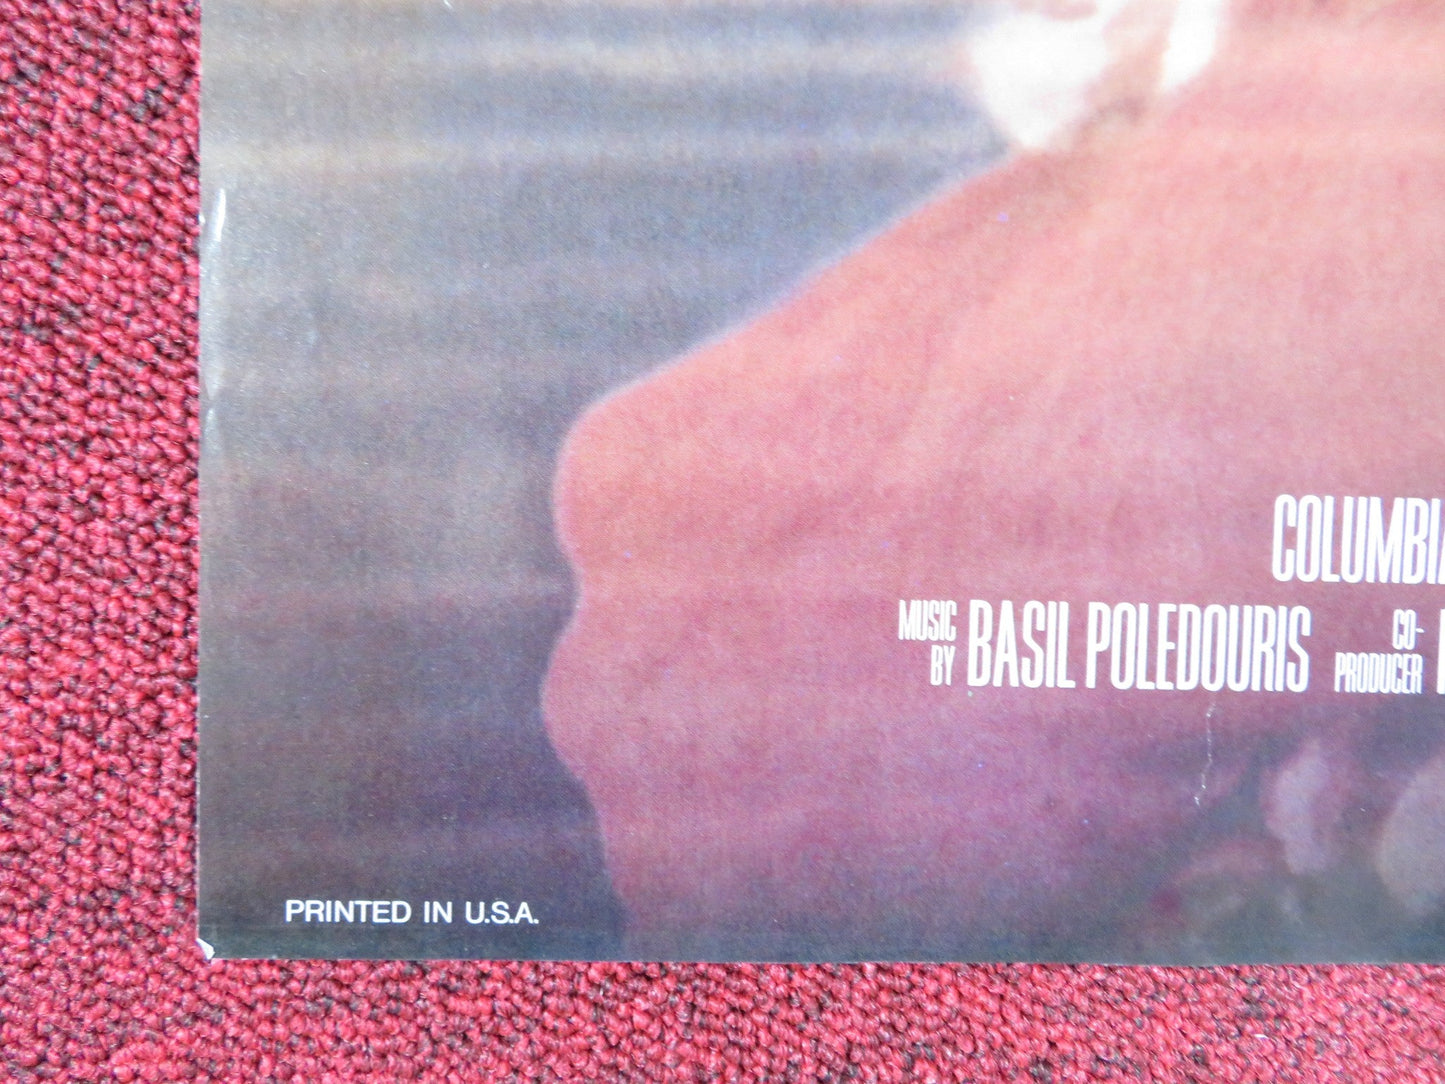 COLUMBIA
MUSIC BY BASIL POLEDOURIS CO-PRODUCER
PRINTED IN U.S.A.